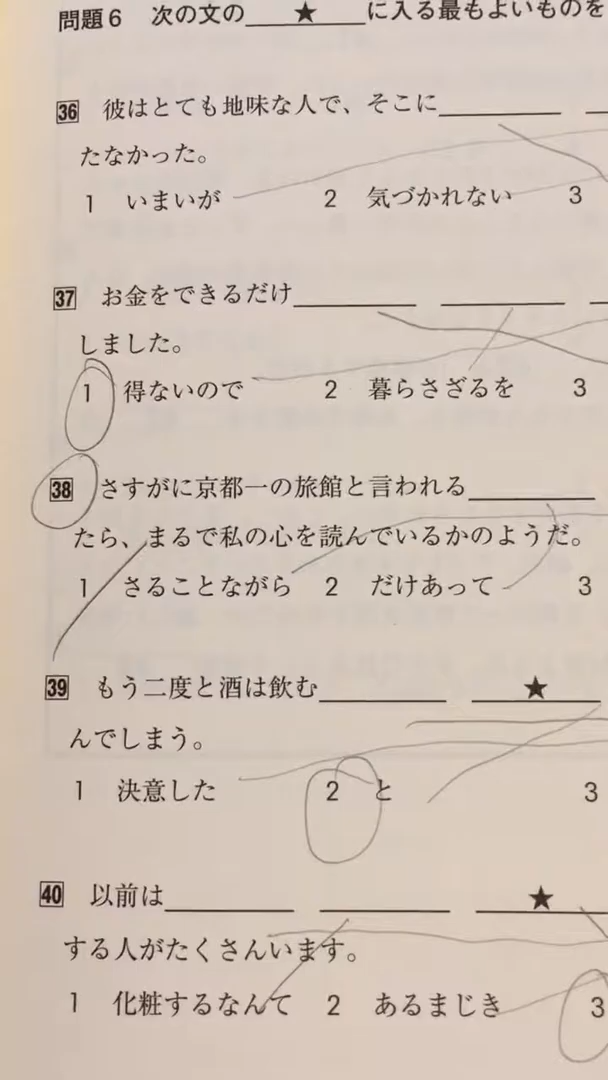 問題6 次の文の＿＿★＿＿に入る最もよいものを
36 彼はとても地味な人で、そこに＿＿＿＿ ＿
たなかった。
1 いまいが 2 気づかれない 3
37 お金をできるだけ＿＿＿＿ ＿＿＿＿ ＿
しました。
1 得ないので 2 暮らさざるを 3
38 さすがに京都一の旅館と言われる＿＿＿＿
たら、まるで私の心を読んでいるかのようだ。
1 さることながら 2 だけあって 3
39 もう二度と酒は飲む＿＿＿＿ ＿＿★＿＿
んでしまう。
1 決意した 2 と 3
40 以前は＿＿＿＿ ＿＿＿＿ ＿＿★＿＿
する人がたくさんいます。
1 化粧するなんて 2 あるまじき 3